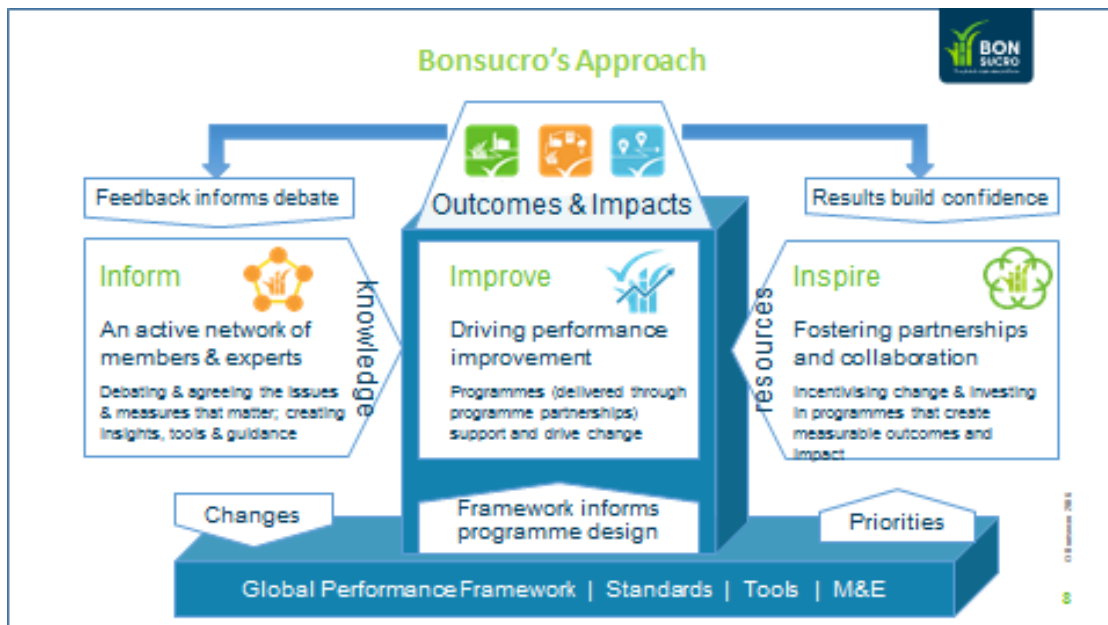 Bonsucro's Approach
BON
SUCRO
Outcomes & Impacts
Feedback informs debate
Results build confidence
Inform
An active network of
members & experts
Debating & agreeing the issues
& measures that matter; creating
insights, tools & guidance
knowledge
Improve
Driving performance
improvement
Programmes (delivered through
programme partnerships)
support and drive change
resources
Inspire
Fostering partnerships
and collaboration
Incentivising change & investing
in programmes that create
measurable outcomes and
impact
Changes
Framework informs
programme design
Priorities
Global Performance Framework | Standards | Tools | M&E
8